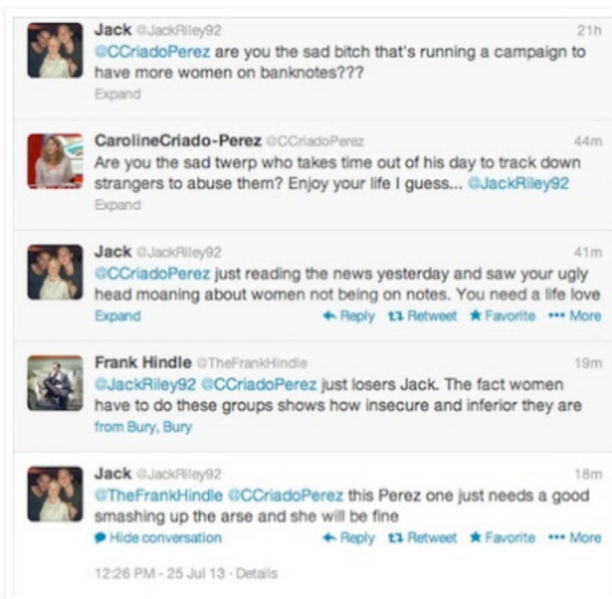 Jack @JackRiley92 21h
@CCriadoPerez are you the sad bitch that's running a campaign to
have more women on banknotes???
Expand
CarolineCriado-Perez @CCriadoPerez 44m
Are you the sad twerp who takes time out of his day to track down
strangers to abuse them? Enjoy your life I guess... @JackRiley92
Expand
Jack @JackRiley92 41m
@CCriadoPerez just reading the news yesterday and saw your ugly
head moaning about women not being on notes. You need a life love
Expand Reply Retweet Favorite ••• More
Frank Hindle @TheFrankHindle 19m
@JackRiley92 @CCriadoPerez just losers Jack. The fact women
have to do these groups shows how insecure and inferior they are
from Bury, Bury
Jack @JackRiley92 18m
@TheFrankHindle @CCriadoPerez this Perez one just needs a good
smashing up the arse and she will be fine
Hide conversation Reply Retweet Favorite ••• More
12:26 PM - 25 Jul 13 · Details